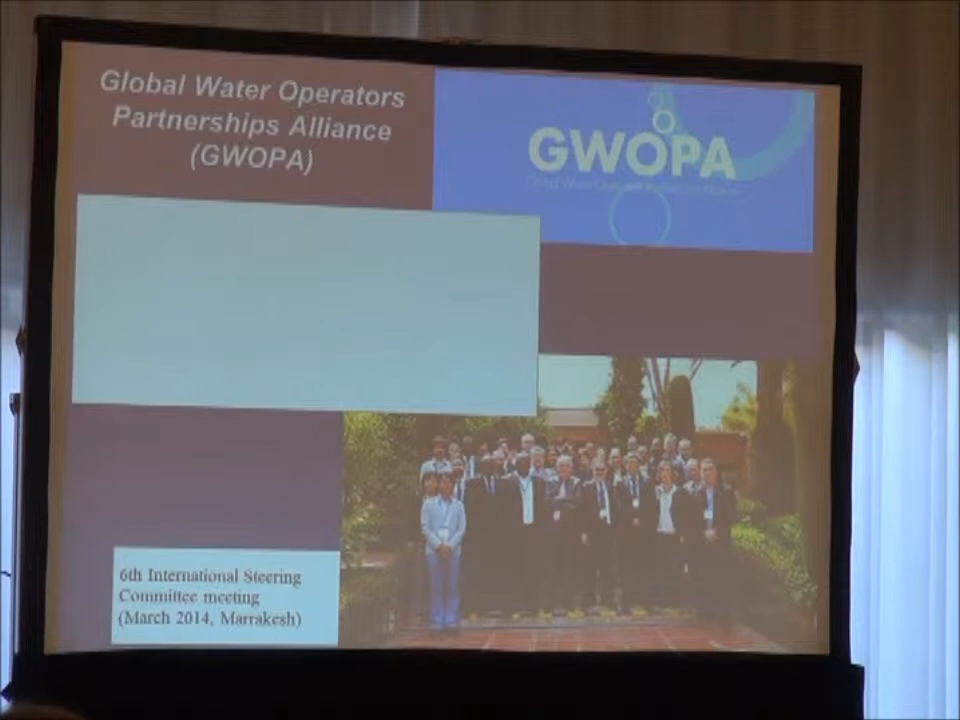 Global Water Operators
Partnerships Alliance
(GWOPA)
GWOPA
6th International Steering
Committee meeting
(March 2014, Marrakesh)